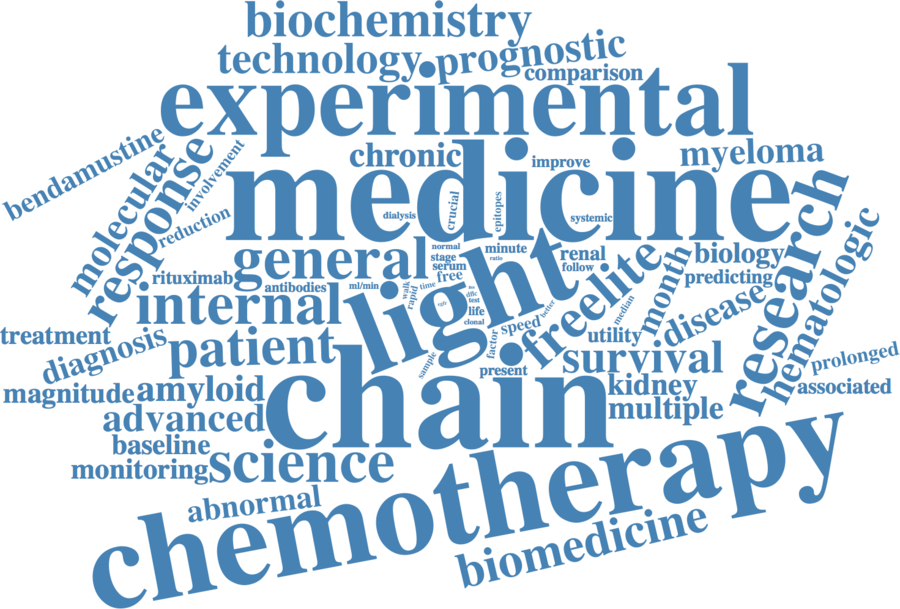 biochemistry
technology
prognostic
comparison
experimental
bendamustine
molecular
response
involvement
reduction
chronic
improve
myeloma
medicine
dialysis
crucial
epitopes
systemic
general
normal
stage
serum
free
minute
ratio
renal
follow
biology
predicting
month
research
hematologic
rituximab
antibodies
ml/min
walk
rapid
time
light
dflc
test
life
clonal
better
median
freelite
disease
internal
utility
factor
speed
treatment
diagnosis
patient
sample
present
survival
prolonged
magnitude
amyloid
chain
kidney
associated
advanced
multiple
baseline
monitoring
science
abnormal
chemotherapy
biomedicine